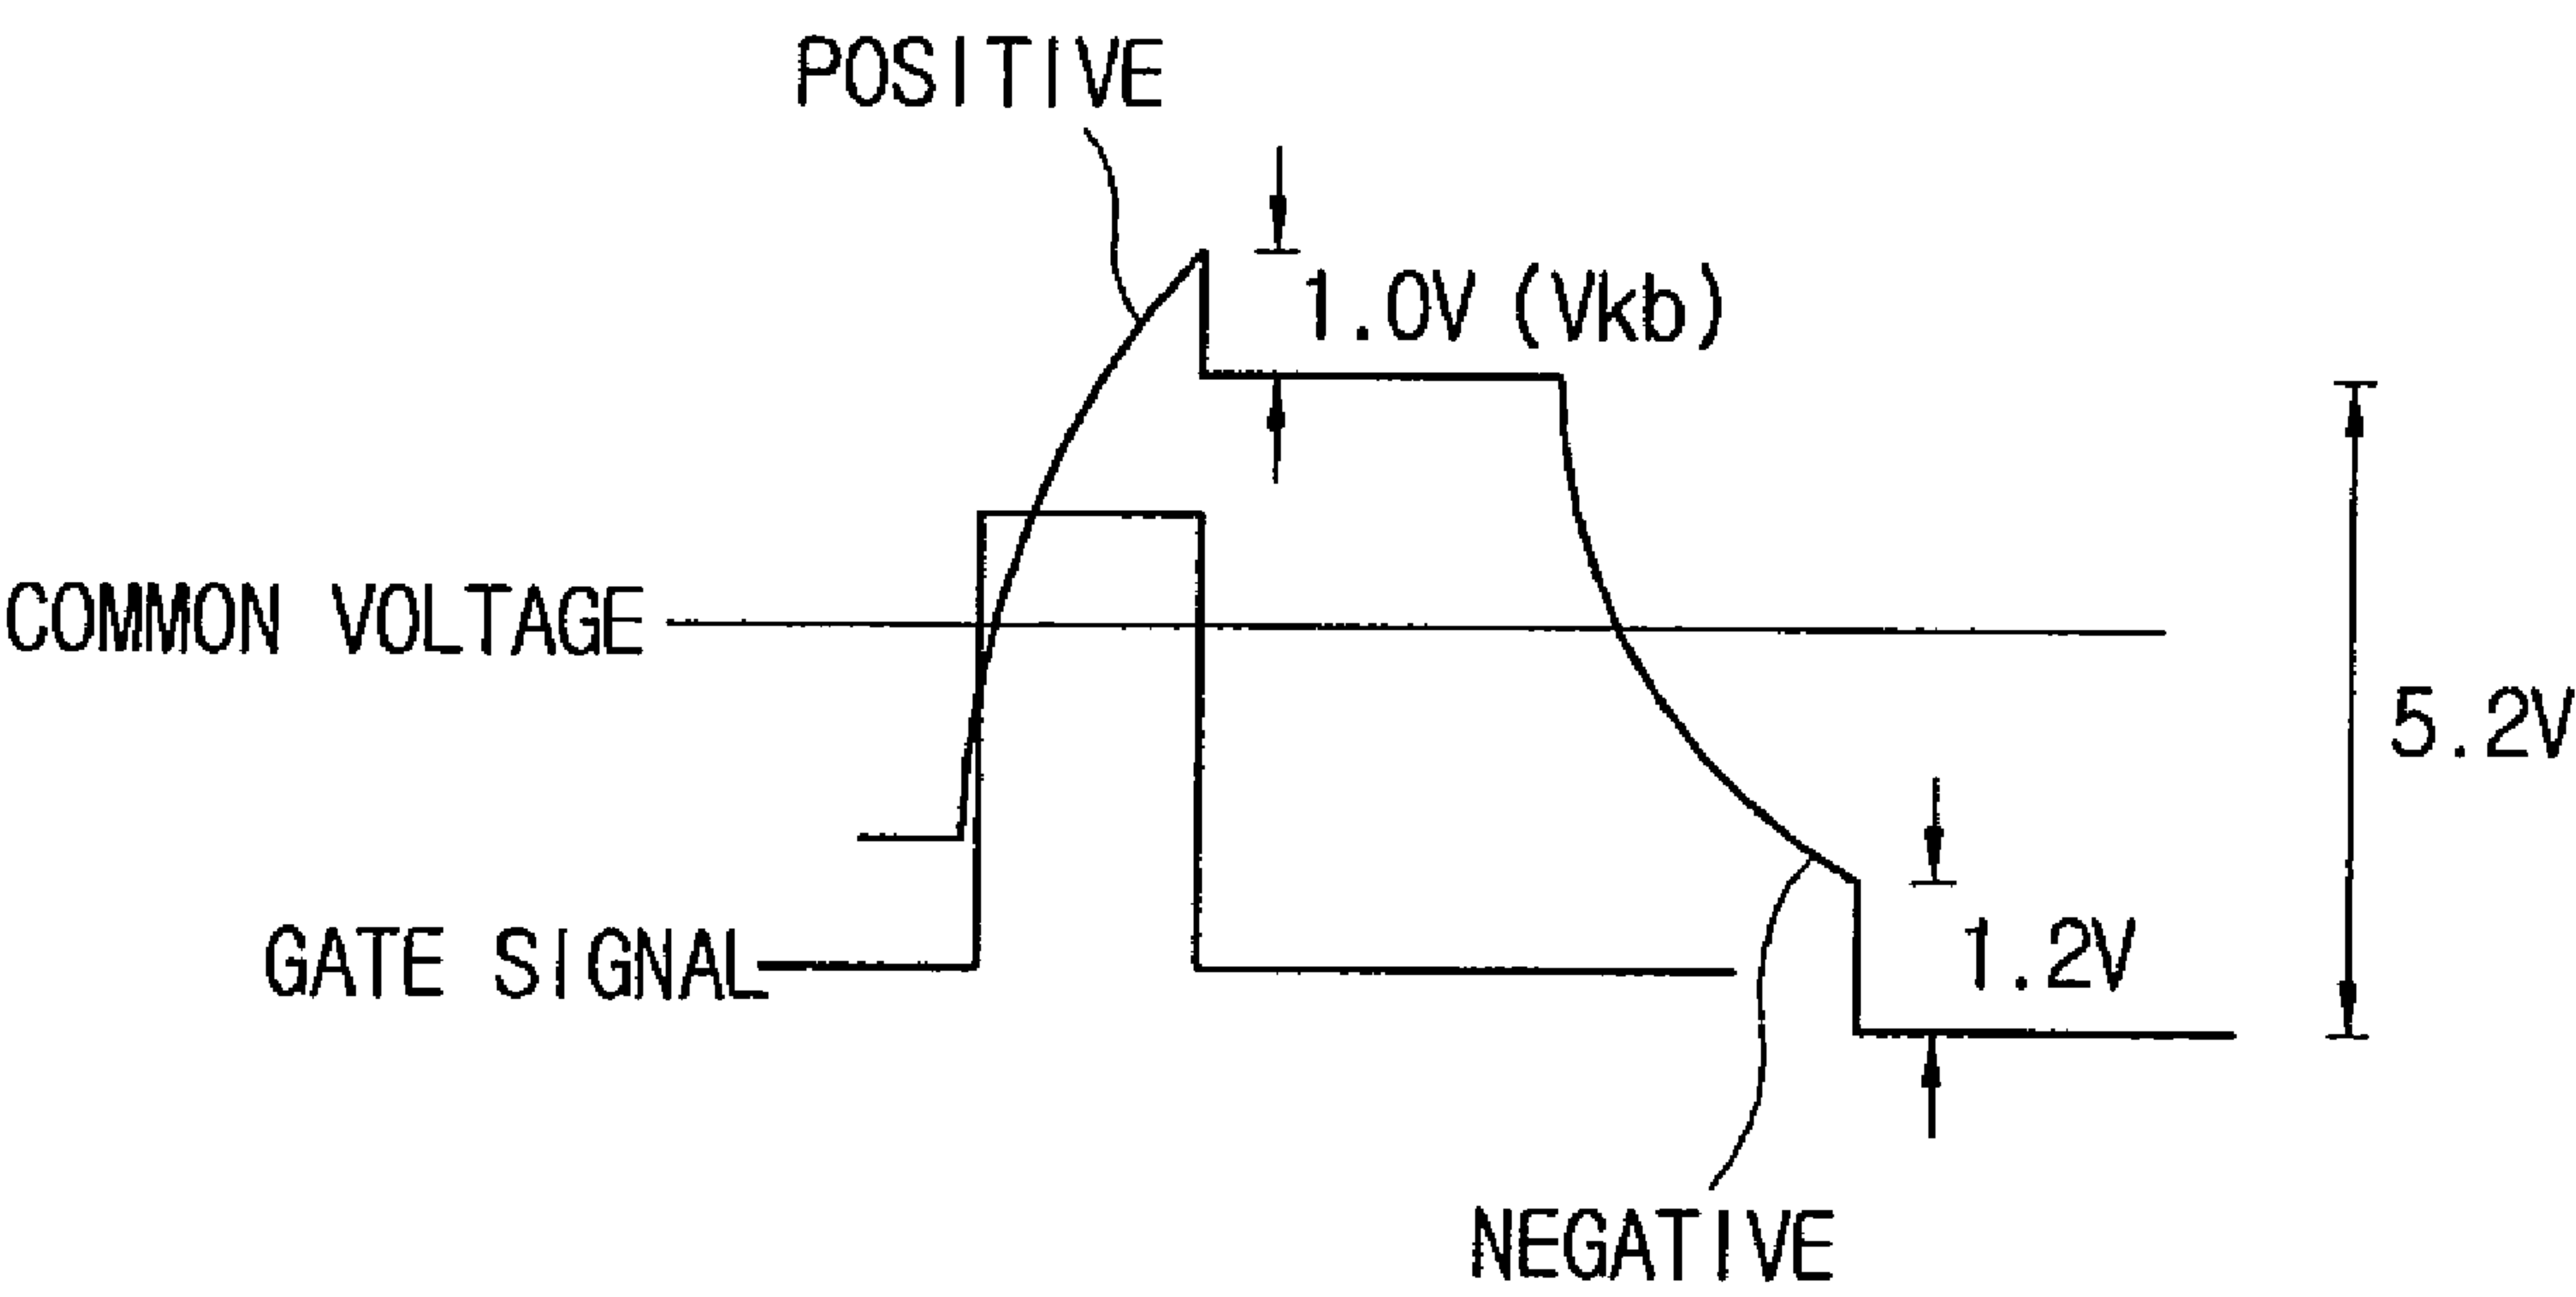 POSITIVE
1.0V (Vkb)
COMMON VOLTAGE
5.2V
GATE SIGNAL
1.2V
NEGATIVE